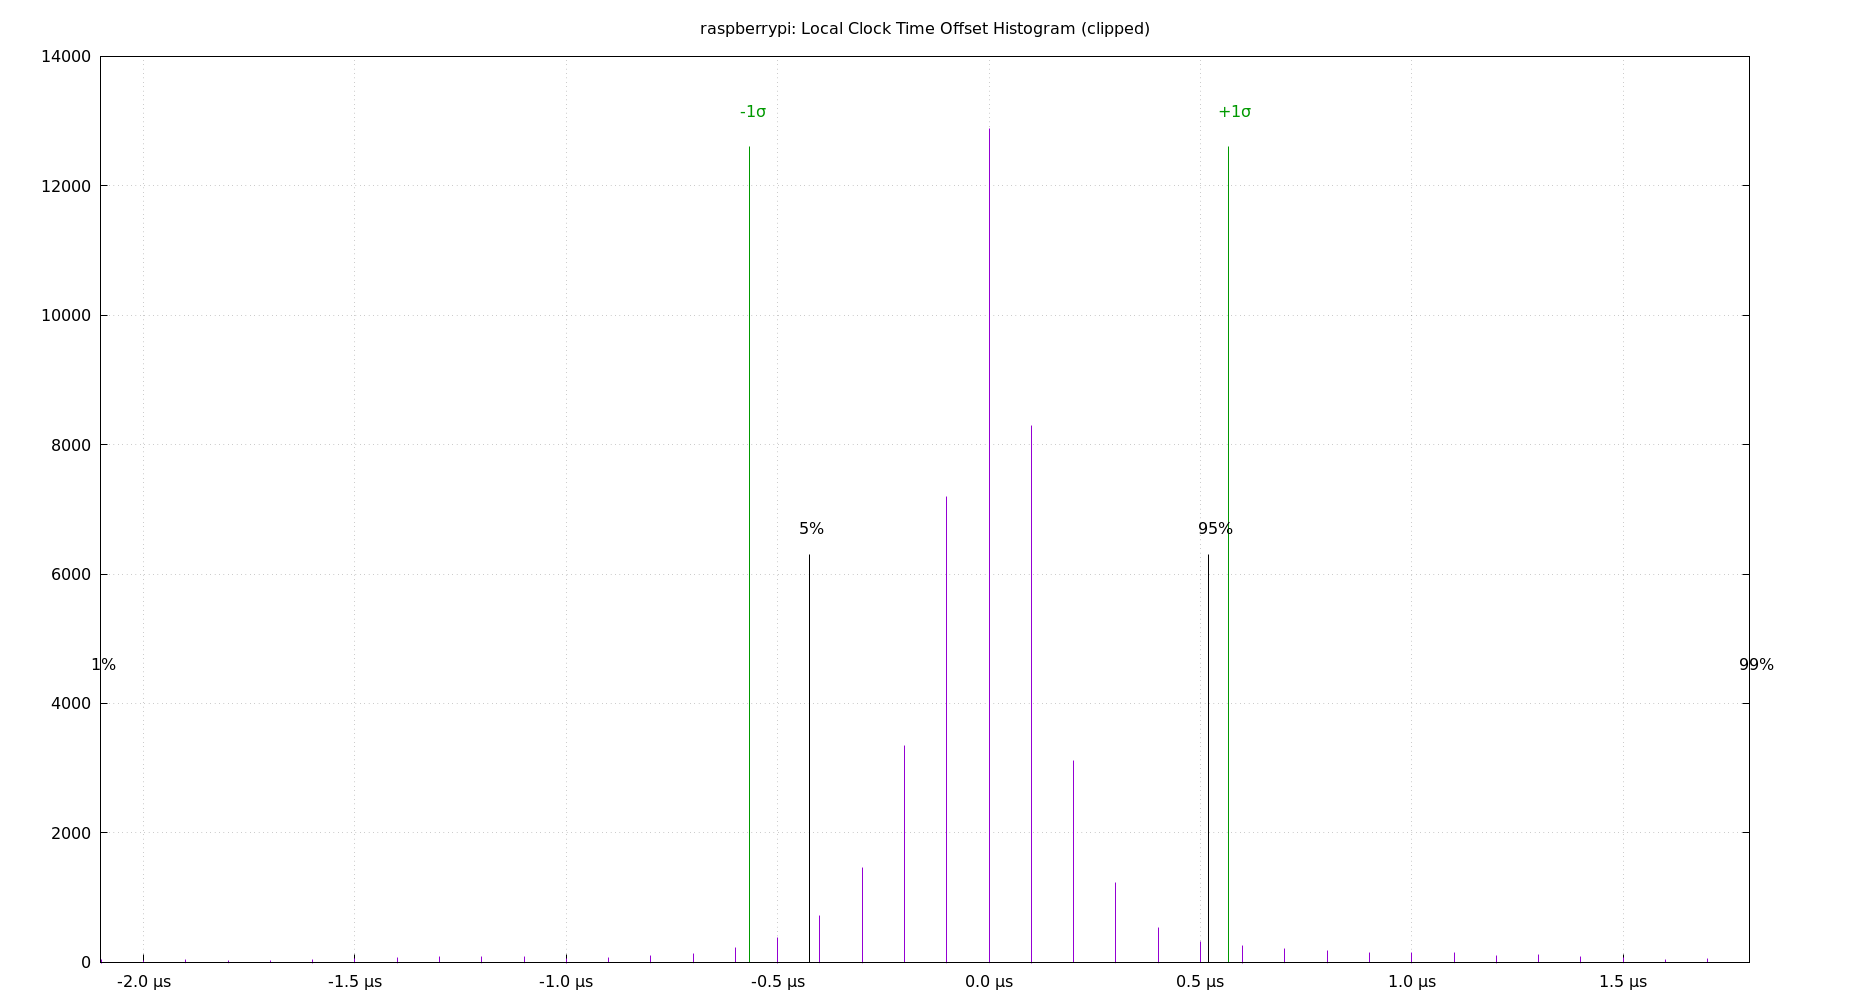 raspberrypi: Local Clock Time Offset Histogram (clipped)
14000
-1σ
+1σ
12000
10000
8000
5%
95%
6000
1%
99%
4000
2000
0
-2.0 µs
-1.5 µs
-1.0 µs
-0.5 µs
0.0 µs
0.5 µs
1.0 µs
1.5 µs